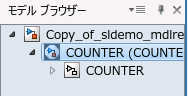 モデル ブラウザー
Copy_of_sldemo_mdlre
COUNTER (COUNTE
COUNTER